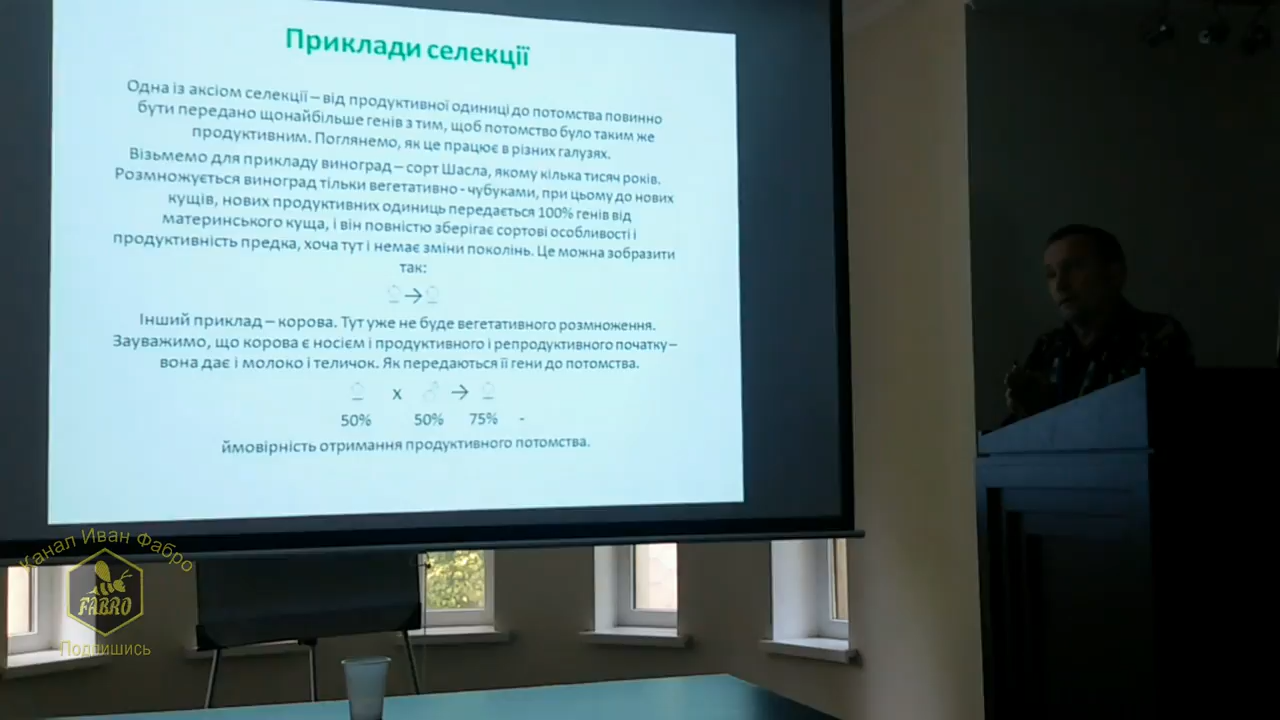 Приклади селекції
Одна із аксіом селекції – від продуктивної одиниці до потомства повинно
бути передано щонайбільше генів з тим, щоб потомство було таким же
продуктивним. Поглянемо, як це працює в різних галузях.
Візьмемо для прикладу виноград – сорт Шасла, якому кілька тисяч років.
Розмножується виноград тільки вегетативно - чубуками, при цьому до нових
кущів, нових продуктивних одиниць передається 100% генів від
материнського куща, і він повністю зберігає сортові особливості і
продуктивність предка, хоча тут і немає зміни поколінь. Це можна зобразити
так:
→
Інший приклад – корова. Тут уже не буде вегетативного розмноження.
Зауважимо, що корова є носієм і продуктивного і репродуктивного початку –
вона дає і молоко і теличок. Як передаються її гени до потомства.
х ♂ →
50% 50% 75% -
ймовірність отримання продуктивного потомства.
Канал Иван Фабро
FABRO
Подпишись